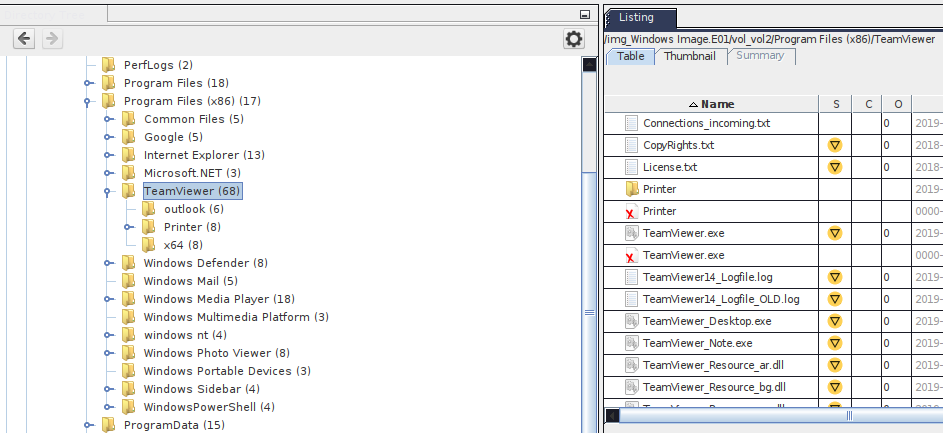 PerfLogs (2)
Program Files (18)
Program Files (x86) (17)
Common Files (5)
Google (5)
Internet Explorer (13)
Microsoft.NET (3)
TeamViewer (68)
outlook (6)
Printer (8)
x64 (8)
Windows Defender (8)
Windows Mail (5)
Windows Media Player (18)
Windows Multimedia Platform (3)
windows nt (4)
Windows Photo Viewer (8)
Windows Portable Devices (3)
Windows Sidebar (4)
WindowsPowerShell (4)
ProgramData (15)
Listing
/img_Windows Image.E01/vol_vol2/Program Files (x86)/TeamViewer
Table Thumbnail Summary
Name S C O
Connections_incoming.txt 0 2019-
CopyRights.txt 0 2018-
License.txt 0 2018-
Printer 2019-
Printer 0000-
TeamViewer.exe 0 2019-
TeamViewer.exe 0000-
TeamViewer14_Logfile.log 0 2019-
TeamViewer14_Logfile_OLD.log 0 2019-
TeamViewer_Desktop.exe 0 2019-
TeamViewer_Note.exe 0 2019-
TeamViewer_Resource_ar.dll 0 2019-
TeamViewer_Resource_bg.dll 0 2019-